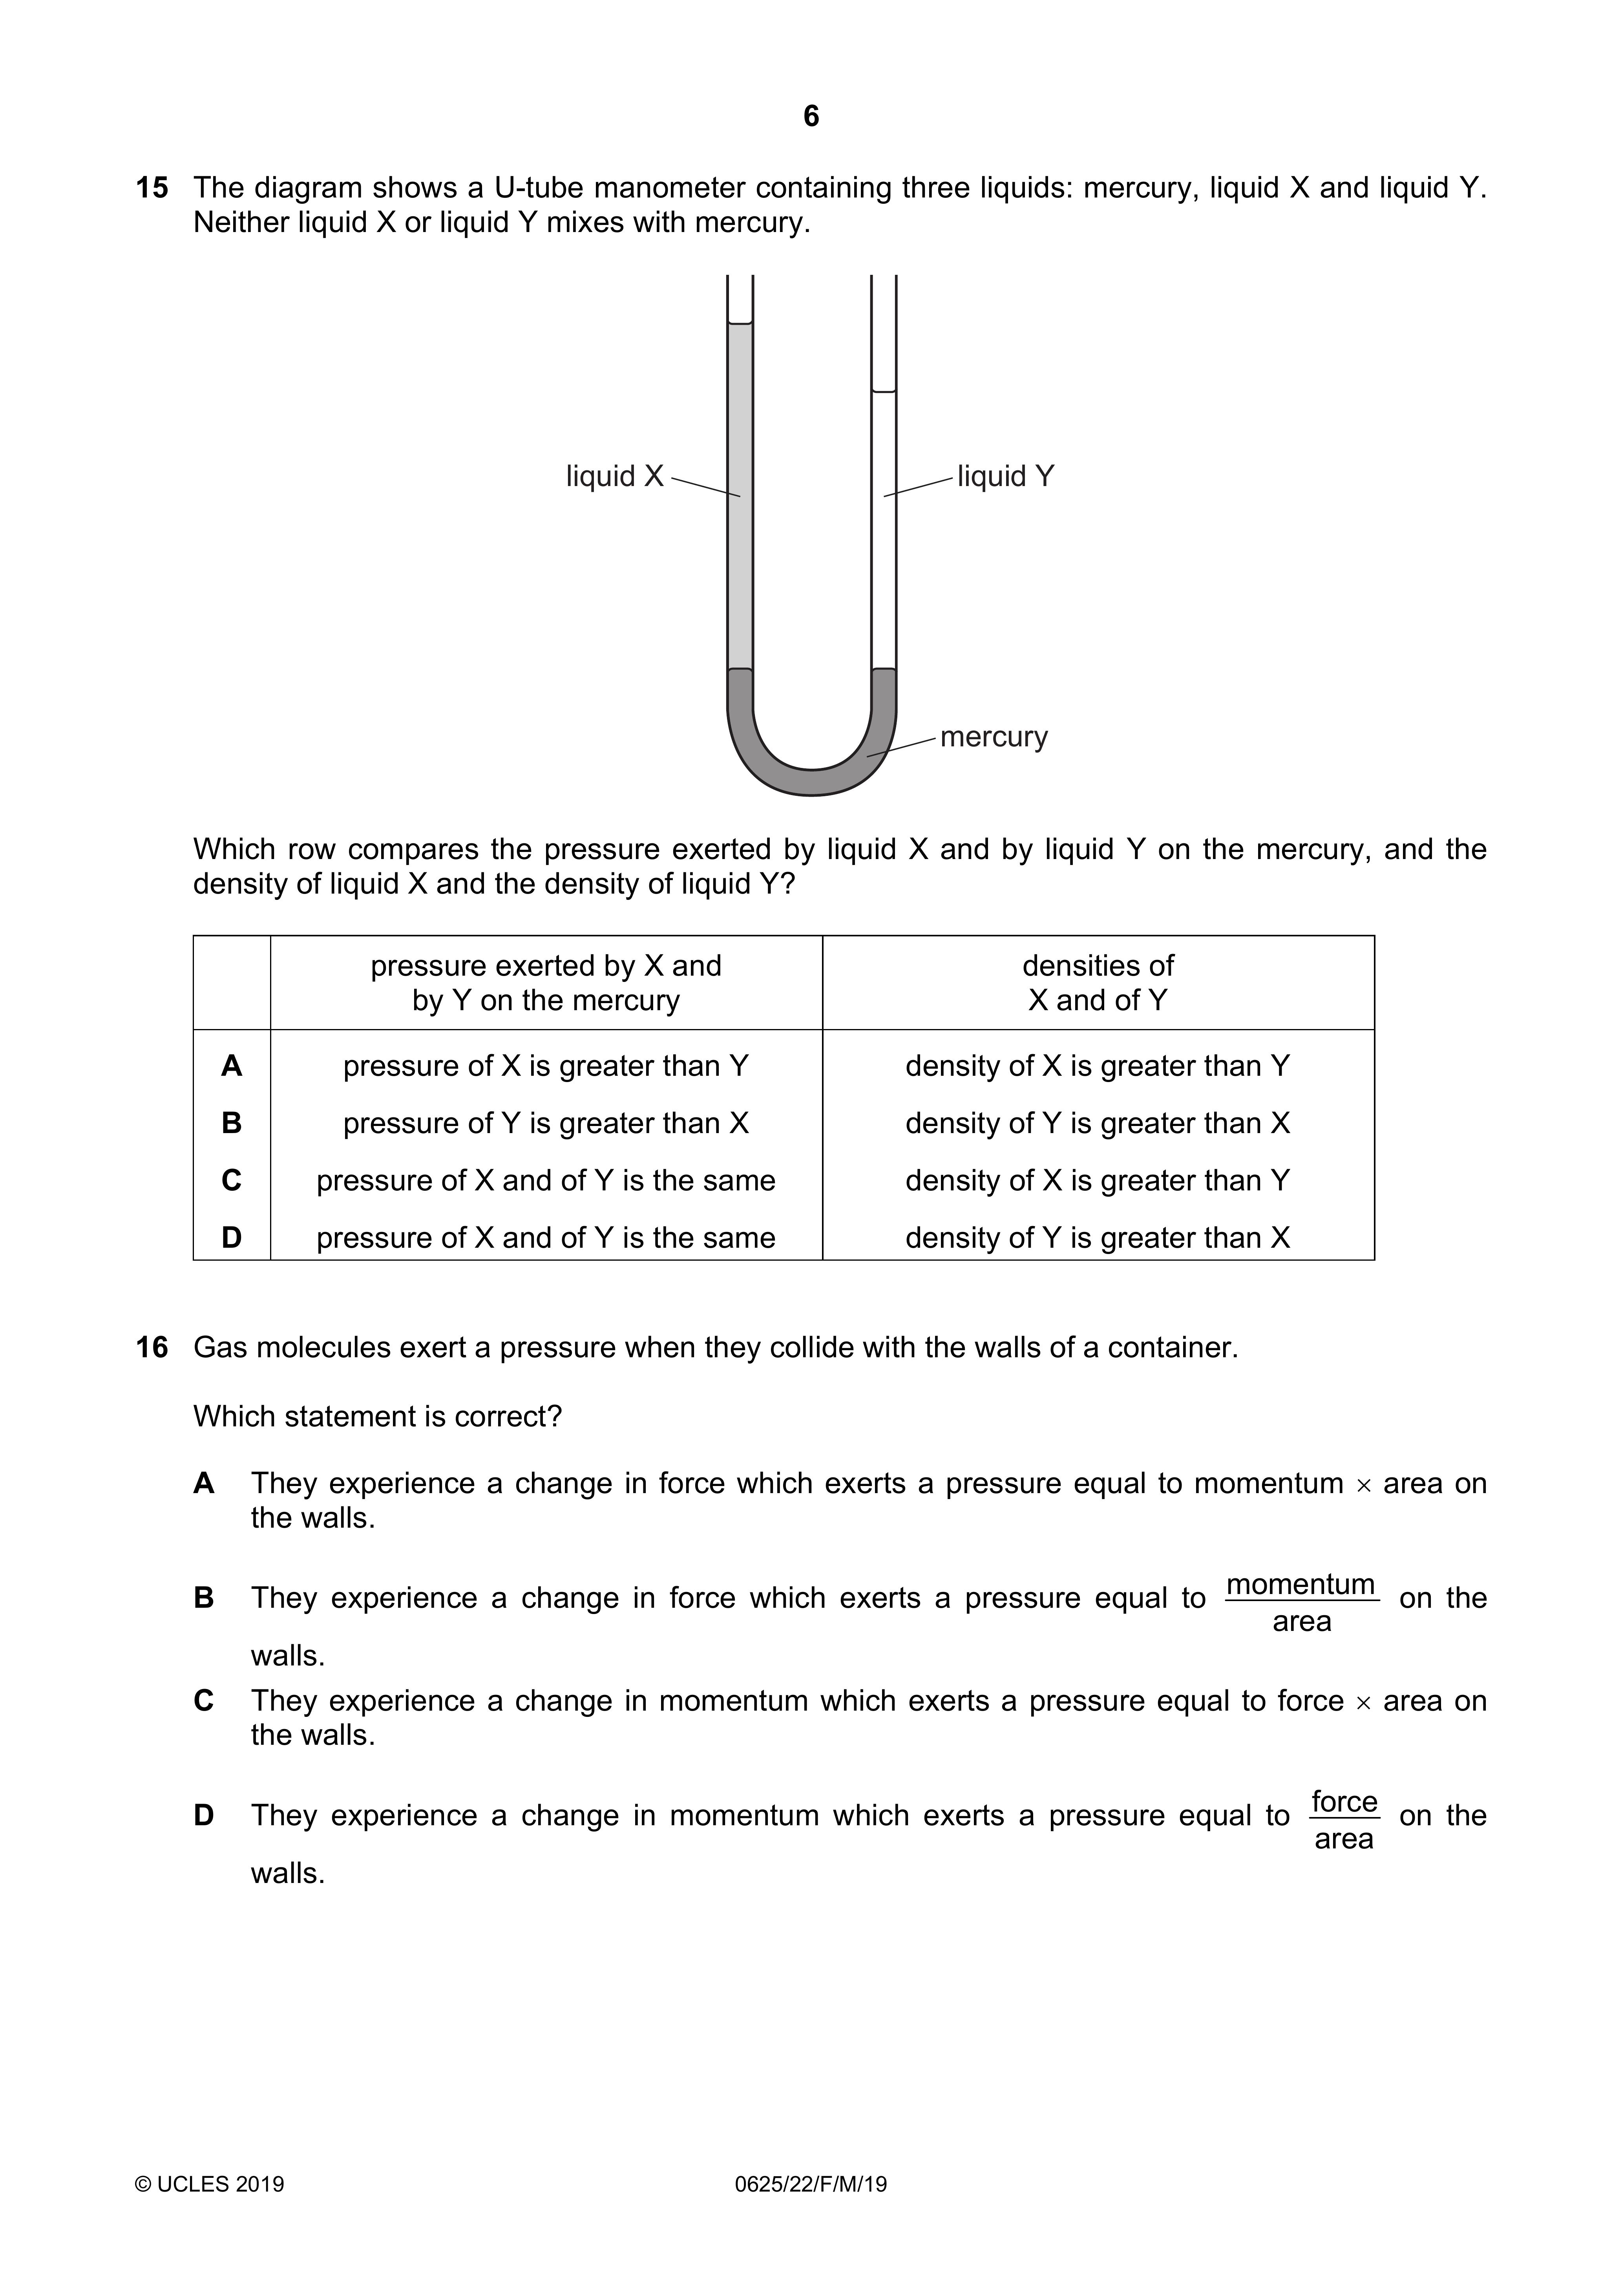 6
15 The diagram shows a U-tube manometer containing three liquids: mercury, liquid X and liquid Y.
Neither liquid X or liquid Y mixes with mercury.
liquid X
liquid Y
mercury
Which row compares the pressure exerted by liquid X and by liquid Y on the mercury, and the
density of liquid X and the density of liquid Y?
pressure exerted by X and
by Y on the mercury
densities of
X and of Y
A pressure of X is greater than Y density of X is greater than Y
B pressure of Y is greater than X density of Y is greater than X
C pressure of X and of Y is the same density of X is greater than Y
D pressure of X and of Y is the same density of Y is greater than X
16 Gas molecules exert a pressure when they collide with the walls of a container.
Which statement is correct?
A They experience a change in force which exerts a pressure equal to momentum × area on
the walls.
B They experience a change in force which exerts a pressure equal to momentum/area on the
walls.
C They experience a change in momentum which exerts a pressure equal to force × area on
the walls.
D They experience a change in momentum which exerts a pressure equal to force/area on the
walls.
© UCLES 2019 0625/22/F/M/19